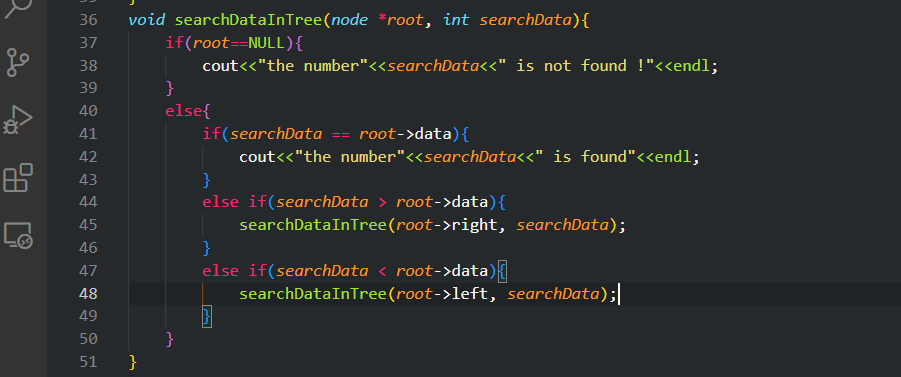 36 void searchDataInTree(node *root, int searchData){
37     if(root==NULL){
38         cout<<"the number"<<searchData<<" is not found !"<<endl;
39     }
40     else{
41         if(searchData == root->data){
42             cout<<"the number"<<searchData<<" is found"<<endl;
43         }
44         else if(searchData > root->data){
45             searchDataInTree(root->right, searchData);
46         }
47         else if(searchData < root->data){
48             searchDataInTree(root->left, searchData);
49         }
50     }
51 }